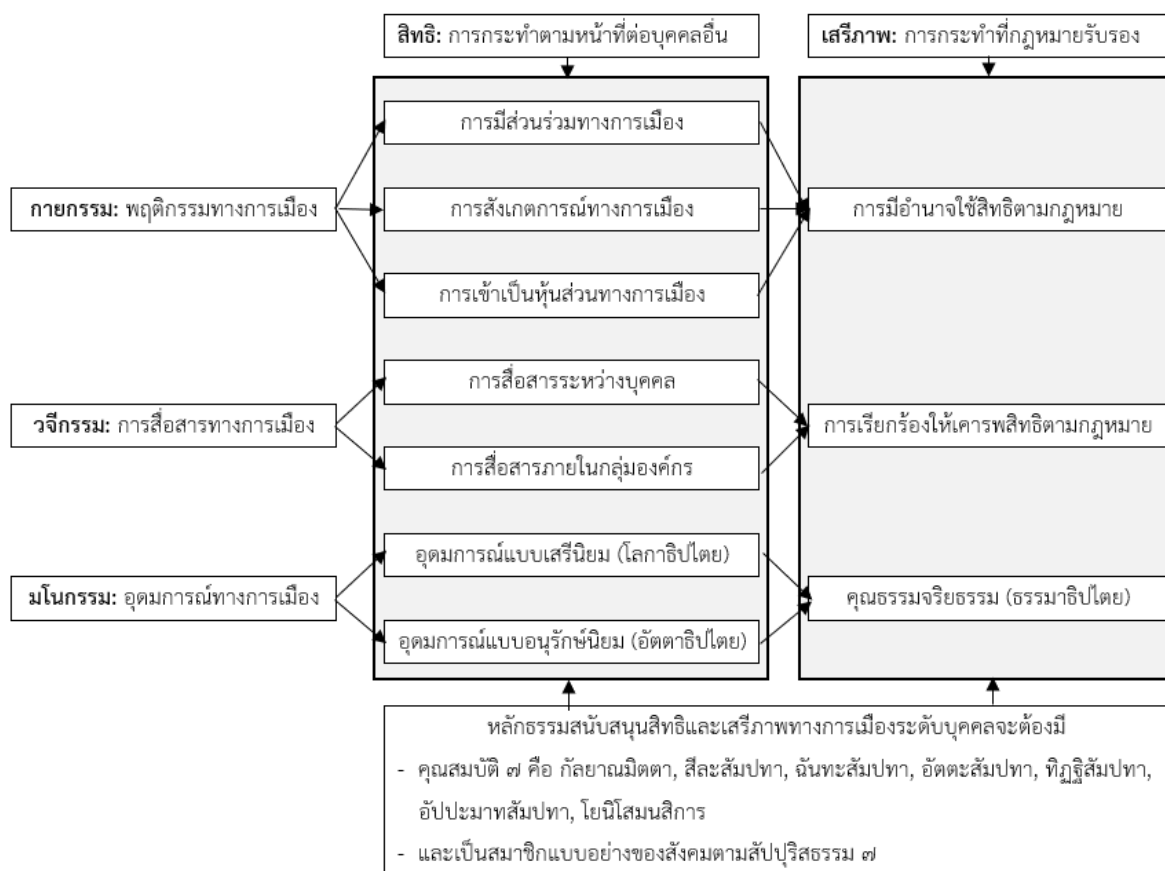 สิทธิ: การกระทำตามหน้าที่ต่อบุคคลอื่น
เสรีภาพ: การกระทำที่กฎหมายรับรอง
การมีส่วนร่วมทางการเมือง
กายกรรม: พฤติกรรมทางการเมือง
การสังเกตการณ์ทางการเมือง
การมีอำนาจใช้สิทธิตามกฎหมาย
การเข้าเป็นหุ้นส่วนทางการเมือง
การสื่อสารระหว่างบุคคล
วจีกรรม: การสื่อสารทางการเมือง
การเรียกร้องให้เคารพสิทธิตามกฎหมาย
การสื่อสารภายในกลุ่มองค์กร
อุดมการณ์แบบเสรีนิยม (โลกาธิปไตย)
มโนกรรม: อุดมการณ์ทางการเมือง
คุณธรรมจริยธรรม (ธรรมาธิปไตย)
อุดมการณ์แบบอนุรักษ์นิยม (อัตตาธิปไตย)
หลักธรรมสนับสนุนสิทธิและเสรีภาพทางการเมืองระดับบุคคลจะต้องมี
- คุณสมบัติ ๗ คือ กัลยาณมิตตา, สีละสัมปทา, ฉันทะสัมปทา, อัตตะสัมปทา, ทิฏฐิสัมปทา,
อัปปะมาทสัมปทา, โยนิโสมนสิการ
- และเป็นสมาชิกแบบอย่างของสังคมตามสัปปุริสธรรม ๗